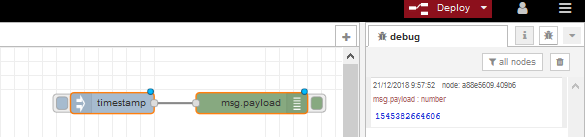 Deploy
debug
i
all nodes
timestamp
msg.payload
21/12/2018 9:57:52 node: a88e5609.409b6
msg.payload : number
1545382664606